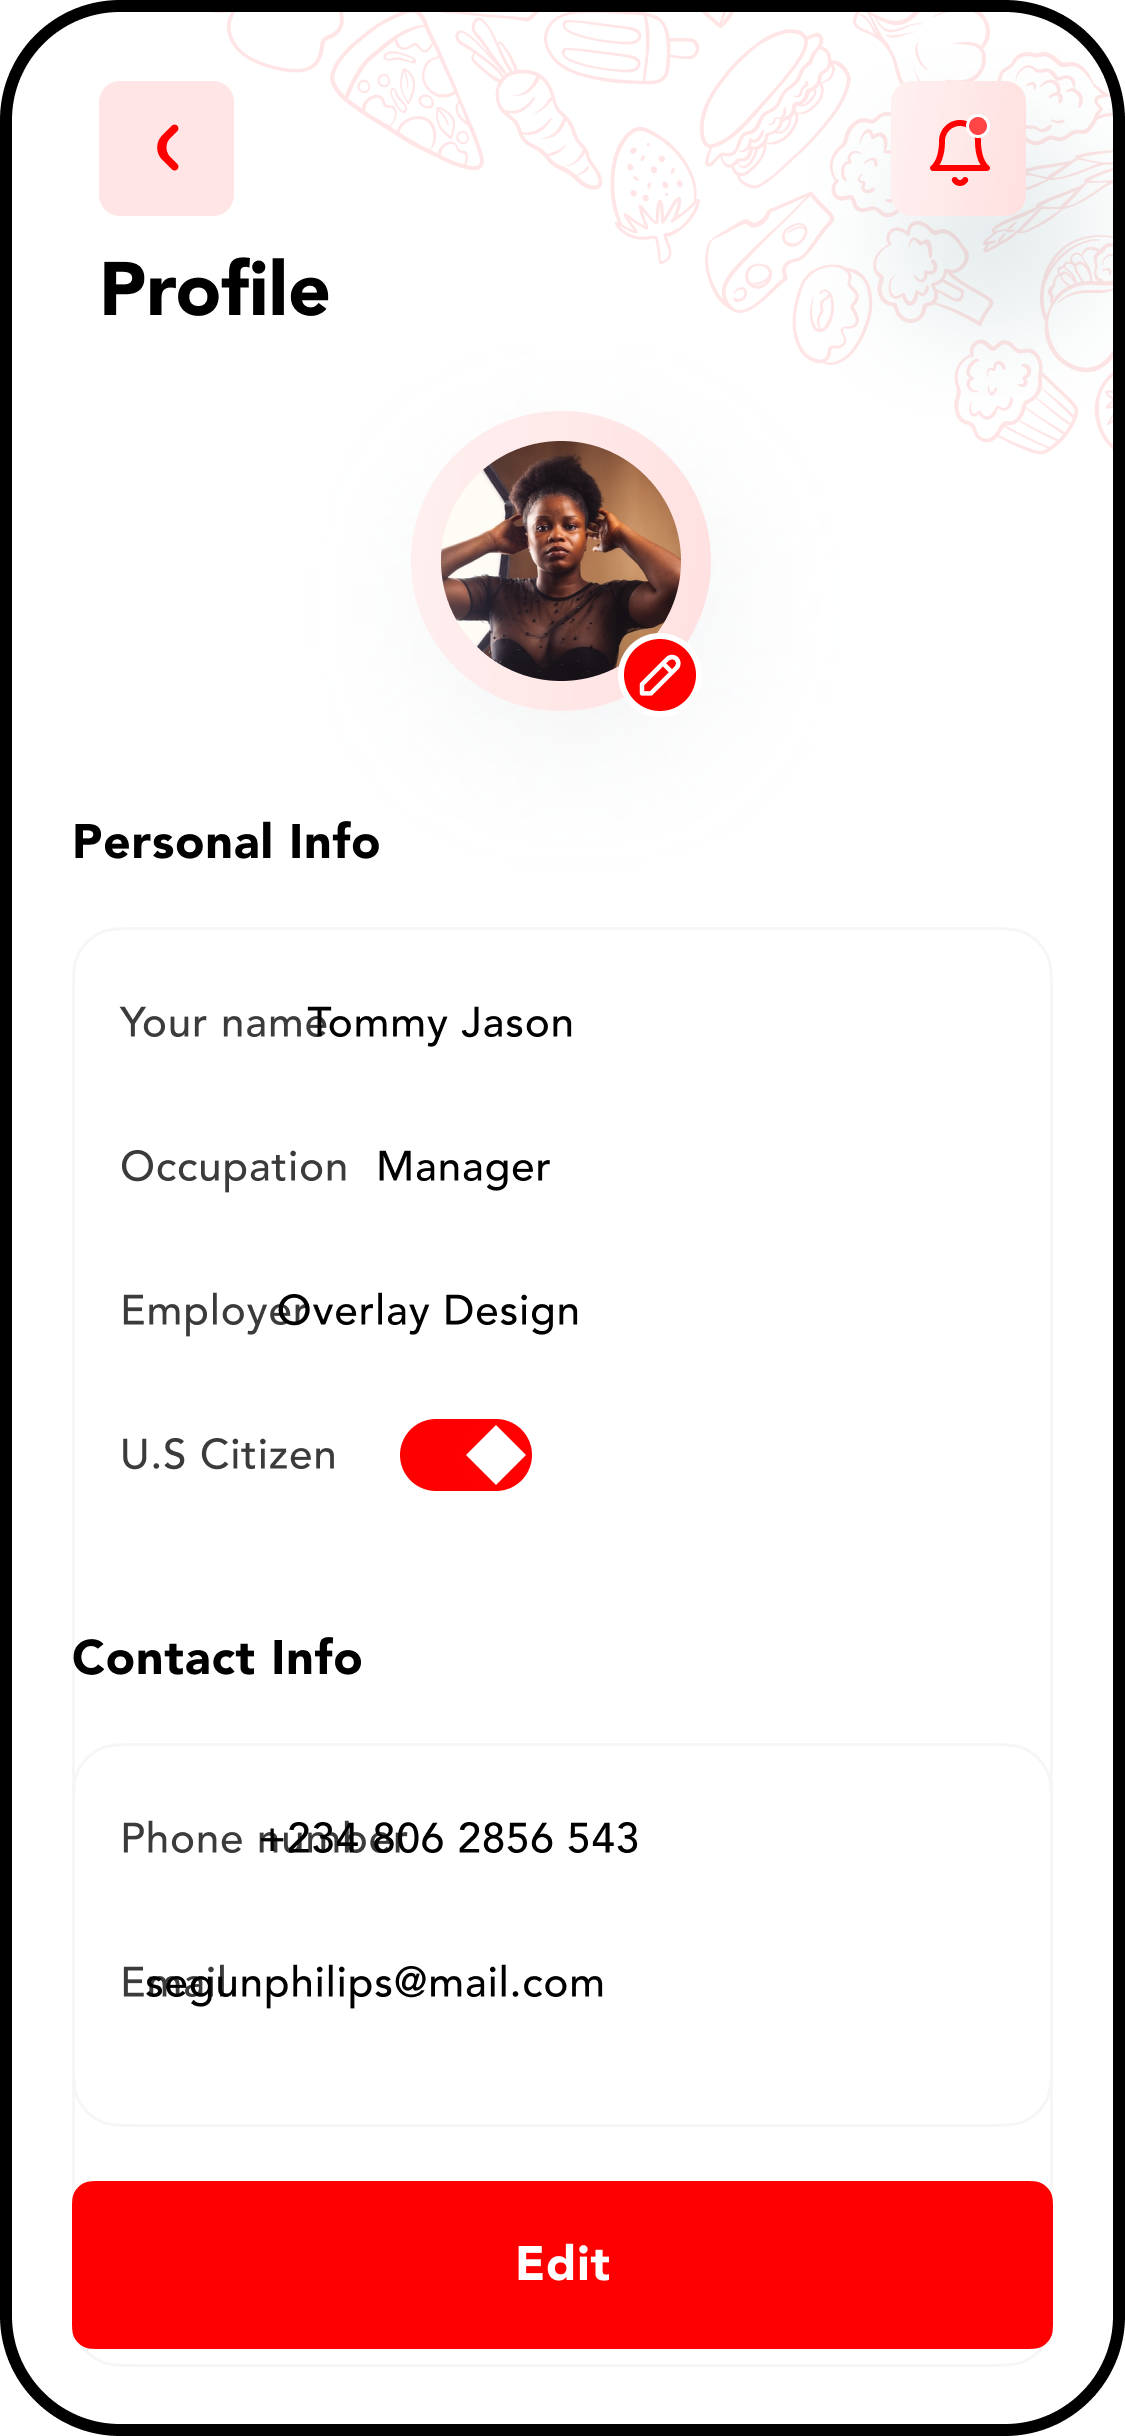 Profile
Personal Info
Your name Tommy Jason
Occupation Manager
Employer Overlay Design
U.S Citizen
Contact Info
Phone number +234 806 2856 543
Email segunphilips@mail.com
Edit